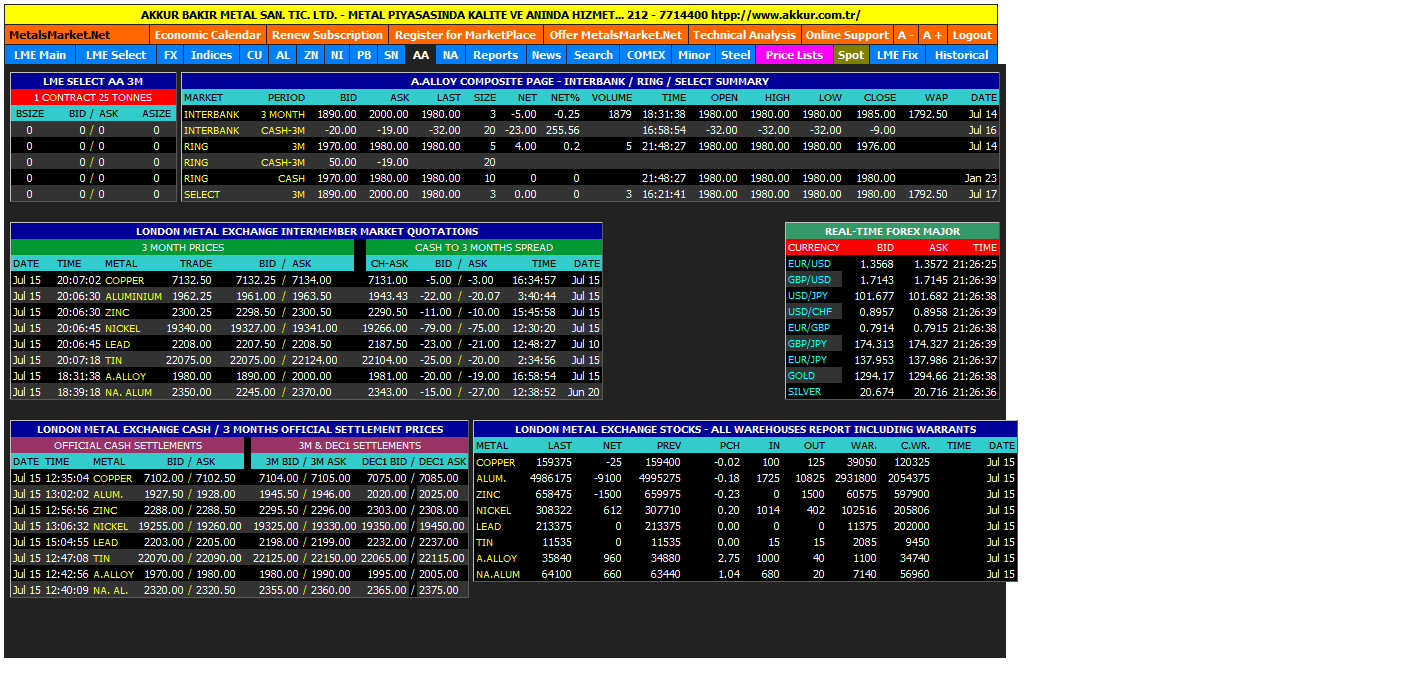 AKKUR BAKIR METAL SAN. TIC. LTD. - METAL PIYASASINDA KALITE VE ANINDA HIZMET... 212 - 7714400 htpp://www.akkur.com.tr/
MetalsMarket.Net Economic Calendar Renew Subscription Register for MarketPlace Offer MetalsMarket.Net Technical Analysis Online Support A - A + Logout
LME Main LME Select FX Indices CU AL ZN NI PB SN AA NA Reports News Search COMEX Minor Steel Price Lists Spot LME Fix Historical
LME SELECT AA 3M
1 CONTRACT 25 TONNES
BSIZE BID / ASK ASIZE
0 0 / 0 0
0 0 / 0 0
0 0 / 0 0
0 0 / 0 0
0 0 / 0 0
A.ALLOY COMPOSITE PAGE - INTERBANK / RING / SELECT SUMMARY
MARKET PERIOD BID ASK LAST SIZE NET NET% VOLUME TIME OPEN HIGH LOW CLOSE WAP DATE
INTERBANK 3 MONTH 1890.00 2000.00 1980.00 3 -5.00 -0.25 1879 18:31:38 1980.00 1980.00 1980.00 1985.00 1792.50 Jul 14
INTERBANK CASH-3M -20.00 -19.00 -32.00 20 -23.00 255.56 16:58:54 -32.00 -32.00 -32.00 -9.00 Jul 16
RING 3M 1970.00 1980.00 1980.00 5 4.00 0.2 5 21:48:27 1980.00 1980.00 1980.00 1976.00 Jul 14
RING CASH-3M 50.00 -19.00 20
RING CASH 1970.00 1980.00 1980.00 10 0 0 21:48:27 1980.00 1980.00 1980.00 1980.00 Jan 23
SELECT 3M 1890.00 2000.00 1980.00 3 0.00 0 3 16:21:41 1980.00 1980.00 1980.00 1980.00 1792.50 Jul 17
LONDON METAL EXCHANGE INTERMEMBER MARKET QUOTATIONS
3 MONTH PRICES CASH TO 3 MONTHS SPREAD
DATE TIME METAL TRADE BID / ASK CH-ASK BID / ASK TIME DATE
Jul 15 20:07:02 COPPER 7132.50 7132.25 / 7134.00 7131.00 -5.00 / -3.00 16:34:57 Jul 15
Jul 15 20:06:30 ALUMINIUM 1962.25 1961.00 / 1963.50 1943.43 -22.00 / -20.07 3:40:44 Jul 15
Jul 15 20:06:30 ZINC 2300.25 2298.50 / 2300.50 2290.50 -11.00 / -10.00 15:45:58 Jul 15
Jul 15 20:06:45 NICKEL 19340.00 19327.00 / 19341.00 19266.00 -79.00 / -75.00 12:30:20 Jul 15
Jul 15 20:06:45 LEAD 2208.00 2207.50 / 2208.50 2187.50 -23.00 / -21.00 12:48:27 Jul 10
Jul 15 20:07:18 TIN 22075.00 22075.00 / 22124.00 22104.00 -25.00 / -20.00 2:34:56 Jul 15
Jul 15 18:31:38 A.ALLOY 1980.00 1890.00 / 2000.00 1981.00 -20.00 / -19.00 16:58:54 Jul 15
Jul 15 18:39:18 NA. ALUM 2350.00 2245.00 / 2370.00 2343.00 -15.00 / -27.00 12:38:52 Jun 20
REAL-TIME FOREX MAJOR
CURRENCY BID ASK TIME
EUR/USD 1.3568 1.3572 21:26:25
GBP/USD 1.7143 1.7145 21:26:39
USD/JPY 101.677 101.682 21:26:38
USD/CHF 0.8957 0.8958 21:26:39
EUR/GBP 0.7914 0.7915 21:26:38
GBP/JPY 174.313 174.327 21:26:39
EUR/JPY 137.953 137.986 21:26:37
GOLD 1294.17 1294.66 21:26:38
SILVER 20.674 20.716 21:26:36
LONDON METAL EXCHANGE CASH / 3 MONTHS OFFICIAL SETTLEMENT PRICES
OFFICIAL CASH SETTLEMENTS 3M & DEC1 SETTLEMENTS
DATE TIME METAL BID / ASK 3M BID / 3M ASK DEC1 BID / DEC1 ASK
Jul 15 12:35:04 COPPER 7102.00 / 7102.50 7104.00 / 7105.00 7075.00 / 7085.00
Jul 15 13:02:02 ALUM. 1927.50 / 1928.00 1945.50 / 1946.00 2020.00 / 2025.00
Jul 15 12:56:56 ZINC 2288.00 / 2288.50 2295.50 / 2296.00 2303.00 / 2308.00
Jul 15 13:06:32 NICKEL 19255.00 / 19260.00 19325.00 / 19330.00 19350.00 / 19450.00
Jul 15 15:04:55 LEAD 2203.00 / 2205.00 2198.00 / 2199.00 2232.00 / 2237.00
Jul 15 12:47:08 TIN 22070.00 / 22090.00 22125.00 / 22150.00 22065.00 / 22115.00
Jul 15 12:42:56 A.ALLOY 1970.00 / 1980.00 1980.00 / 1990.00 1995.00 / 2005.00
Jul 15 12:40:09 NA. AL. 2320.00 / 2320.50 2355.00 / 2360.00 2365.00 / 2375.00
LONDON METAL EXCHANGE STOCKS - ALL WAREHOUSES REPORT INCLUDING WARRANTS
METAL LAST NET PREV PCH IN OUT WAR. C.WR. TIME DATE
COPPER 159375 -25 159400 -0.02 100 125 39050 120325 Jul 15
ALUM. 4986175 -9100 4995275 -0.18 1725 10825 2931800 2054375 Jul 15
ZINC 658475 -1500 659975 -0.23 0 1500 60575 597900 Jul 15
NICKEL 308322 612 307710 0.20 1014 402 102516 205806 Jul 15
LEAD 213375 0 213375 0.00 0 0 11375 202000 Jul 15
TIN 11535 0 11535 0.00 15 15 2085 9450 Jul 15
A.ALLOY 35840 960 34880 2.75 1000 40 1100 34740 Jul 15
NA.ALUM 64100 660 63440 1.04 680 20 7140 56960 Jul 15